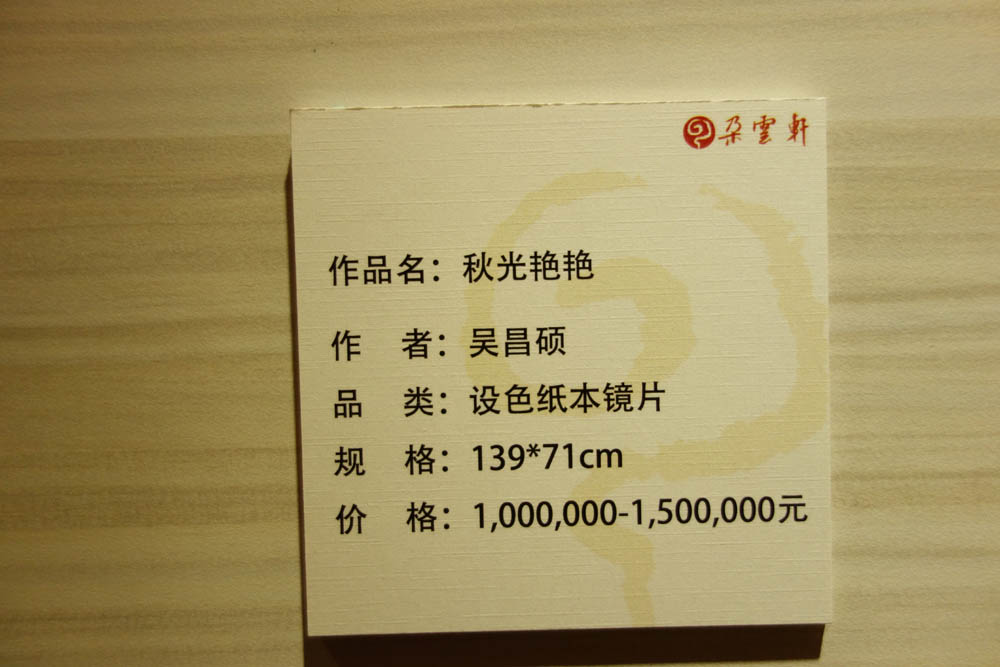 朵雲軒
作品名：秋光艳艳
作 者：吴昌硕
品 类：设色纸本镜片
规 格：139*71cm
价 格：1,000,000-1,500,000元